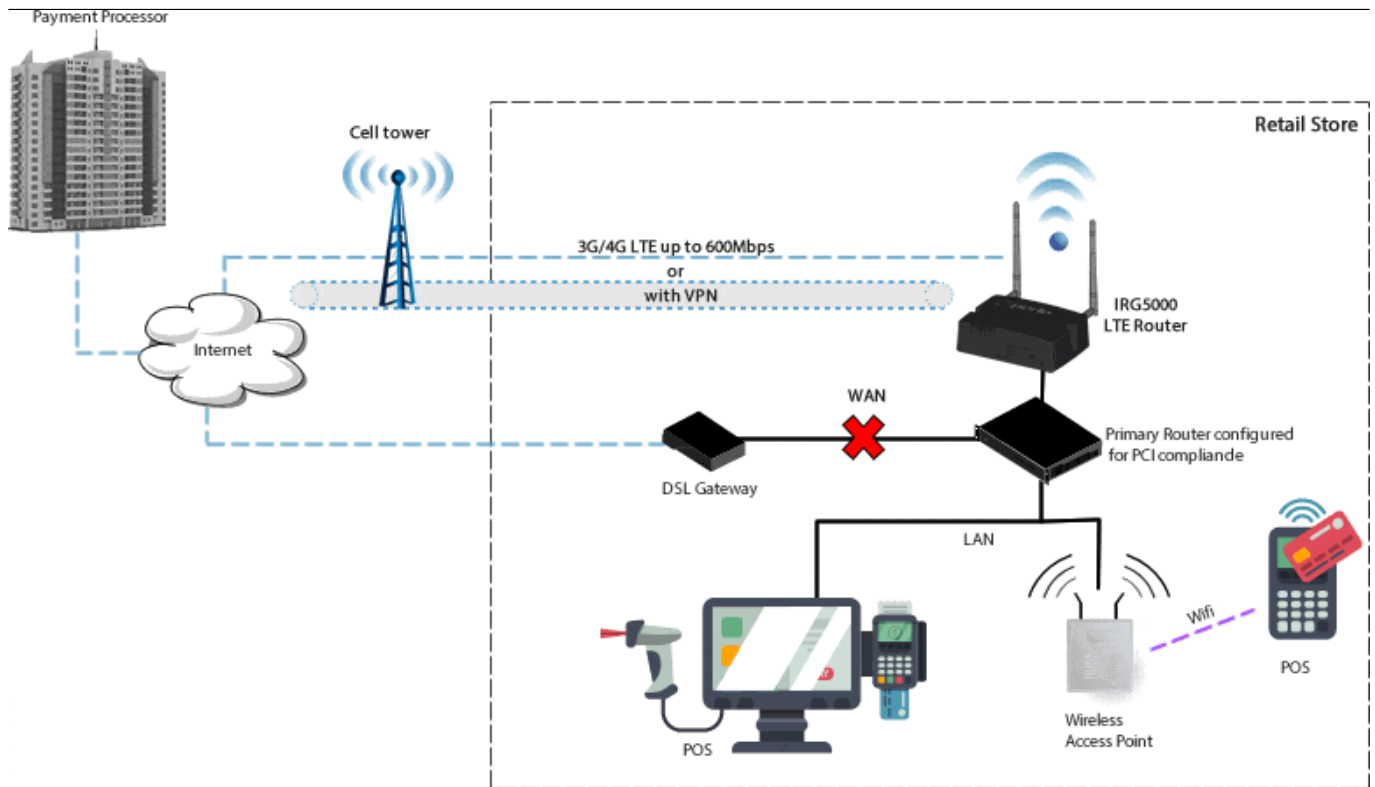 Payment Processor
Cell tower
Retail Store
3G/4G LTE up to 600Mbps
or
with VPN
IRG5000
LTE Router
Internet
WAN
Primary Router configured
for PCI compliande
DSL Gateway
LAN
Wifi
POS
POS
Wireless
Access Point